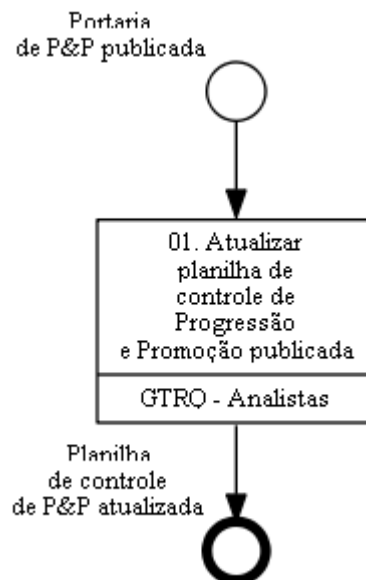 Portaria
de P&P publicada
01. Atualizar
planilha de
controle de
Progressão
e Promoção publicada
GTRQ - Analistas
Planilha
de controle
de P&P atualizada